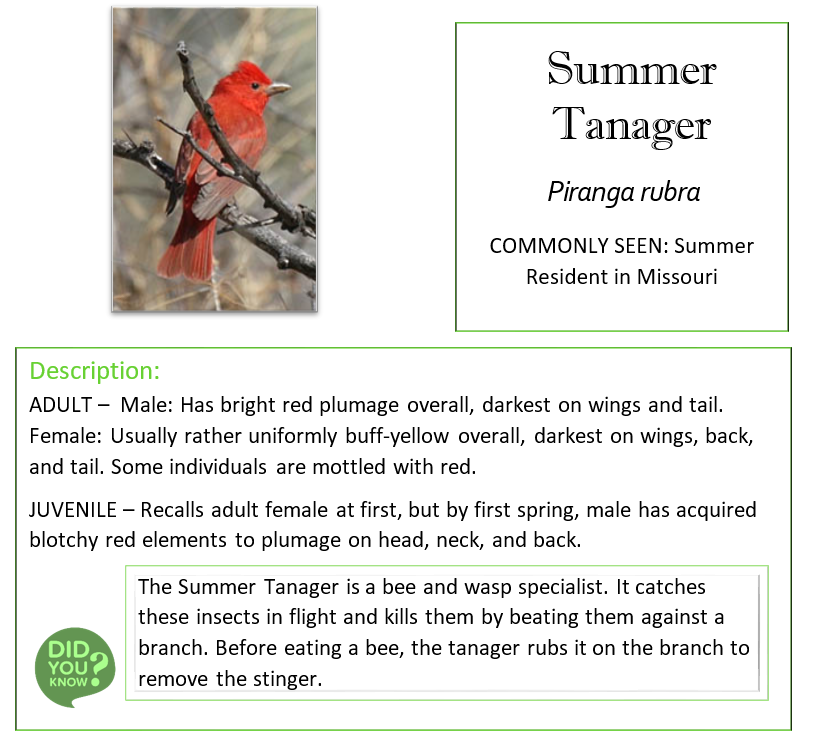 Summer
Tanager
Piranga rubra
COMMONLY SEEN: Summer
Resident in Missouri
Description:
ADULT – Male: Has bright red plumage overall, darkest on wings and tail.
Female: Usually rather uniformly buff-yellow overall, darkest on wings, back,
and tail. Some individuals are mottled with red.
JUVENILE – Recalls adult female at first, but by first spring, male has acquired
blotchy red elements to plumage on head, neck, and back.
The Summer Tanager is a bee and wasp specialist. It catches
these insects in flight and kills them by beating them against a
branch. Before eating a bee, the tanager rubs it on the branch to
remove the stinger.
DID
YOU
KNOW?